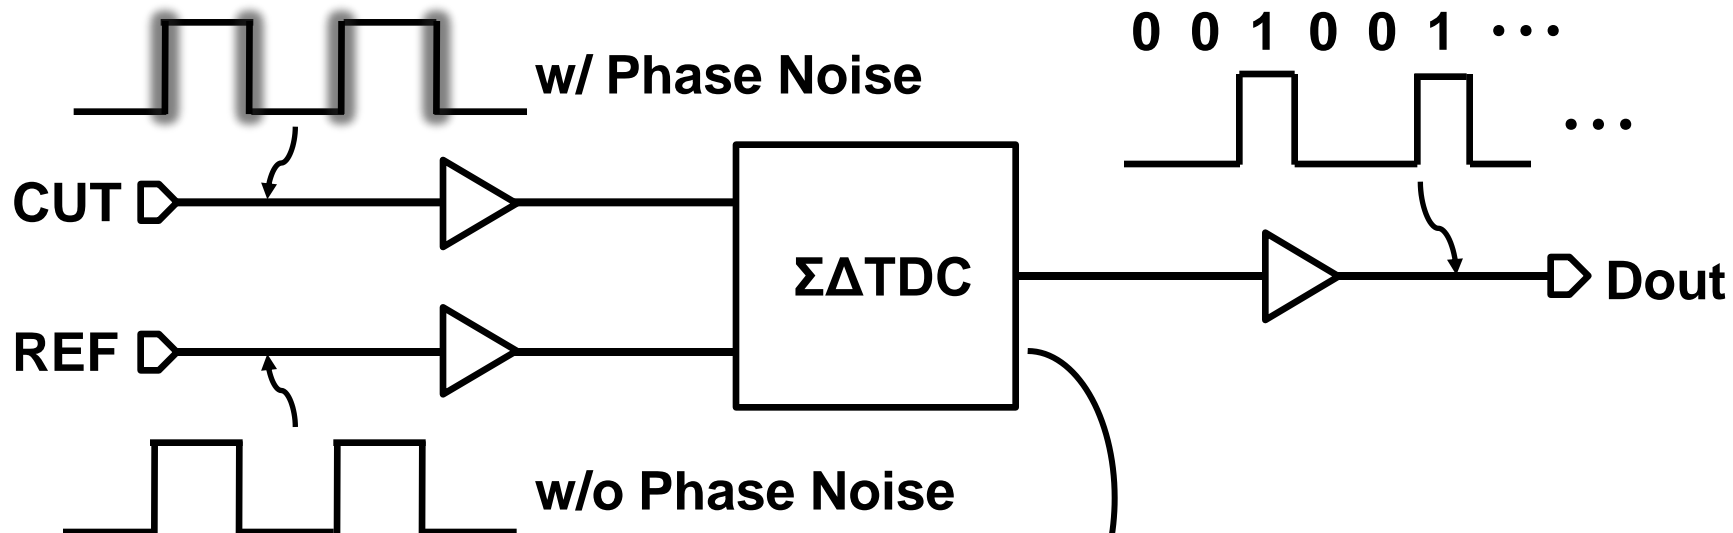 0 0 1 0 0 1 ···
w/ Phase Noise
CUT
ΣΔTDC
Dout
REF
w/o Phase Noise